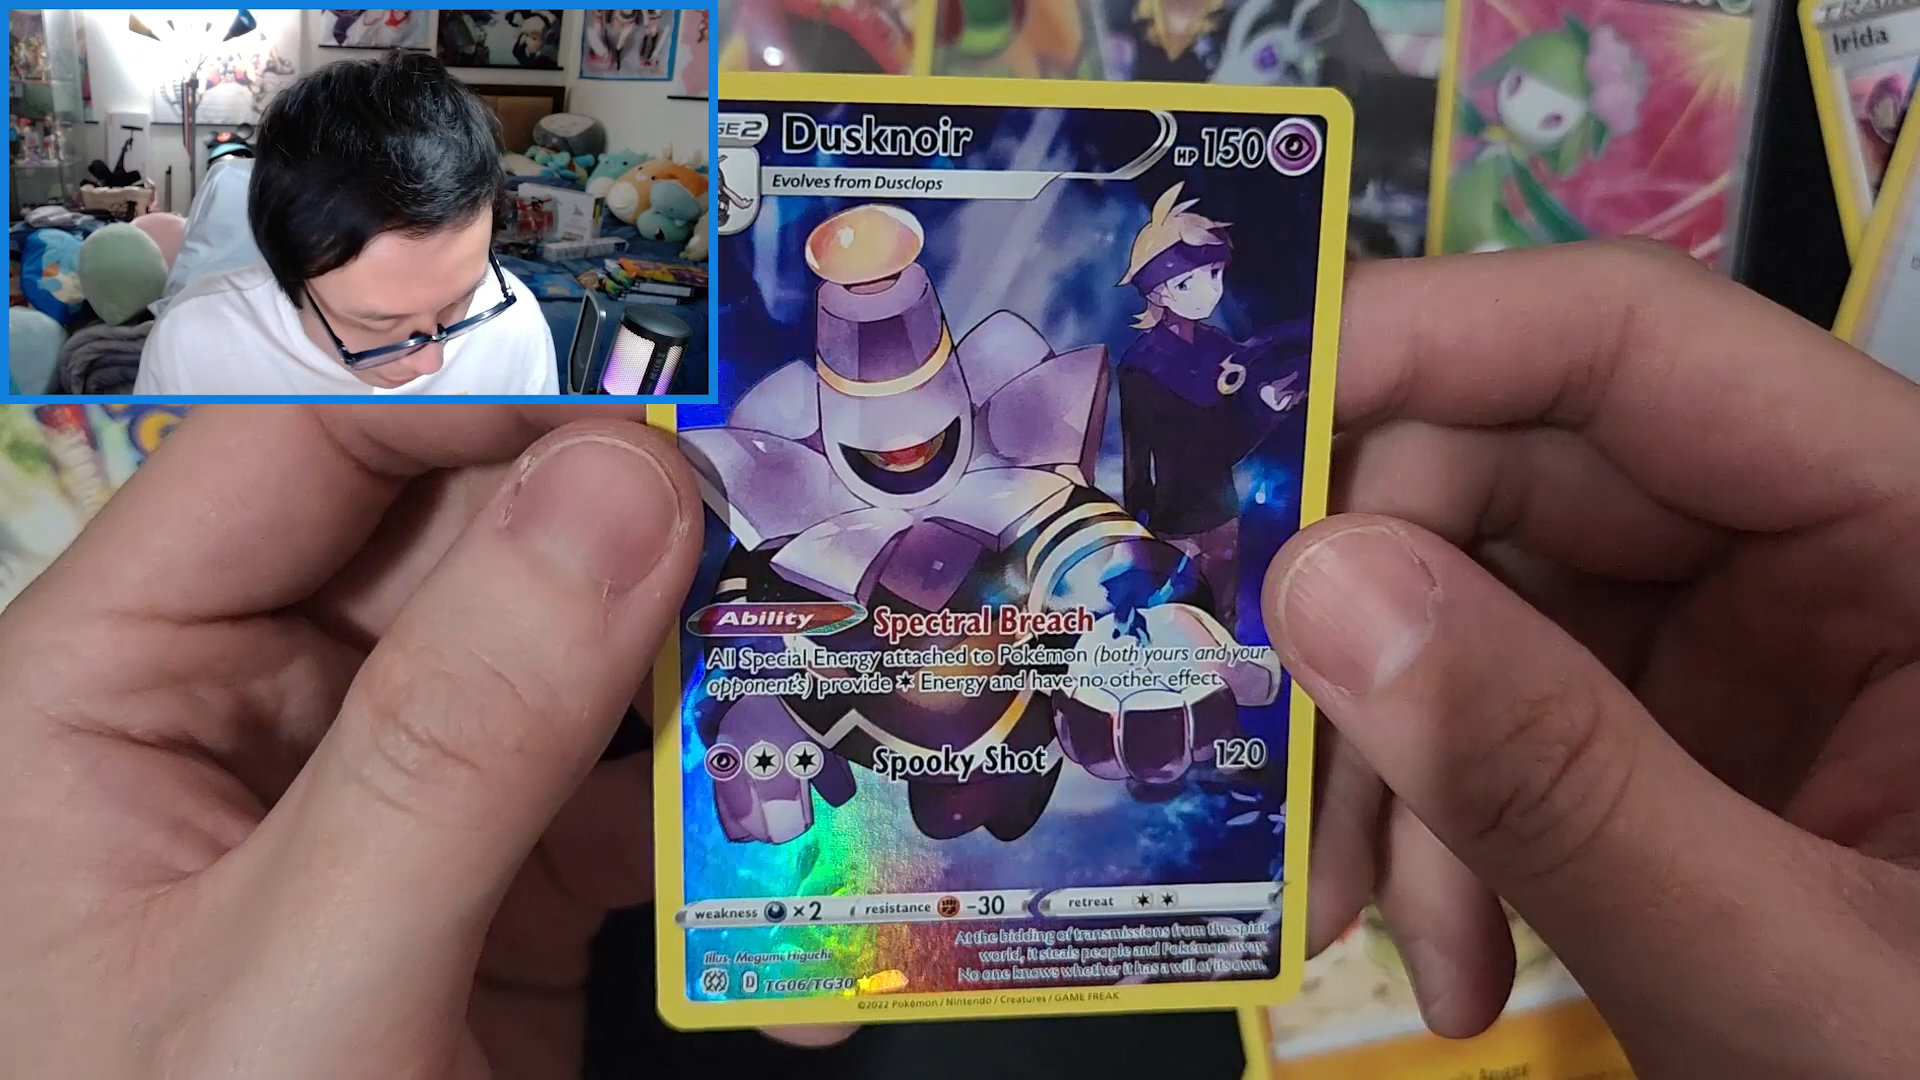 Irida
GE2 Dusknoir HP 150
Evolves from Dusclops
Ability Spectral Breach
All Special Energy attached to Pokémon (both yours and your
opponent's) provide Energy and have no other effect.
Spooky Shot 120
weakness ×2 resistance -30 retreat
At the bidding of transmissions from the spirit
world, it steals people and Pokémon away.
No one knows whether it has a will of its own.
Illus. Megumi Higuchi
D TG06/TG30
©2022 Pokémon / Nintendo / Creatures / GAME FREAK